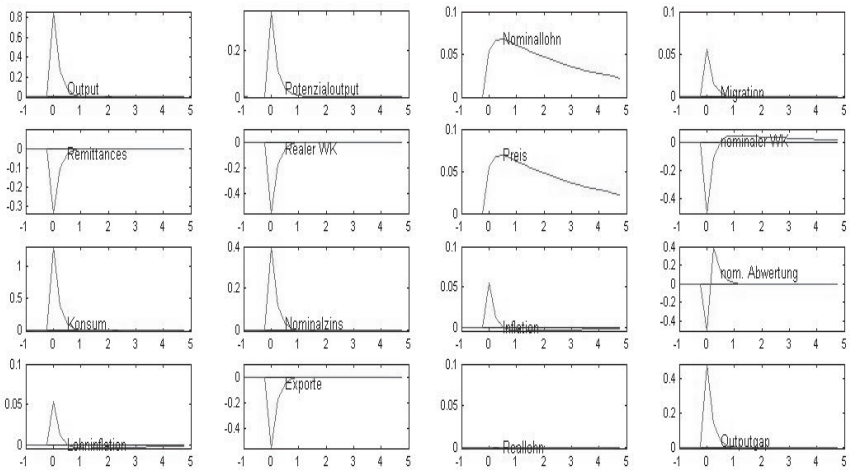 0.8
0.6
0.4
0.2
0
-1 0 1 2 3 4 5
Output
0.2
0
-1 0 1 2 3 4 5
Potenzialoutput
0.1
0.05
0
-1 0 1 2 3 4 5
Nominallohn
0.1
0.05
0
-1 0 1 2 3 4 5
Migration
0
-0.1
-0.2
-0.3
-1 0 1 2 3 4 5
Remittances
0
-0.2
-0.4
-1 0 1 2 3 4 5
Realer WK
0.1
0.05
0
-1 0 1 2 3 4 5
Preis
0
-0.2
-0.4
-1 0 1 2 3 4 5
nominaler WK
1
0.5
0
-1 0 1 2 3 4 5
Konsum.
0.4
0.2
0
-1 0 1 2 3 4 5
Nominalzins
0.1
0.05
0
-1 0 1 2 3 4 5
Inflation
0.4
0.2
0
-0.2
-0.4
-1 0 1 2 3 4 5
nom. Abwertung
0.1
0.05
0
-1 0 1 2 3 4 5
Lohninflation
0
-0.2
-0.4
-1 0 1 2 3 4 5
Exporte
0.1
0.05
0
-1 0 1 2 3 4 5
Reallohn
0.4
0.2
0
-1 0 1 2 3 4 5
Outputgap